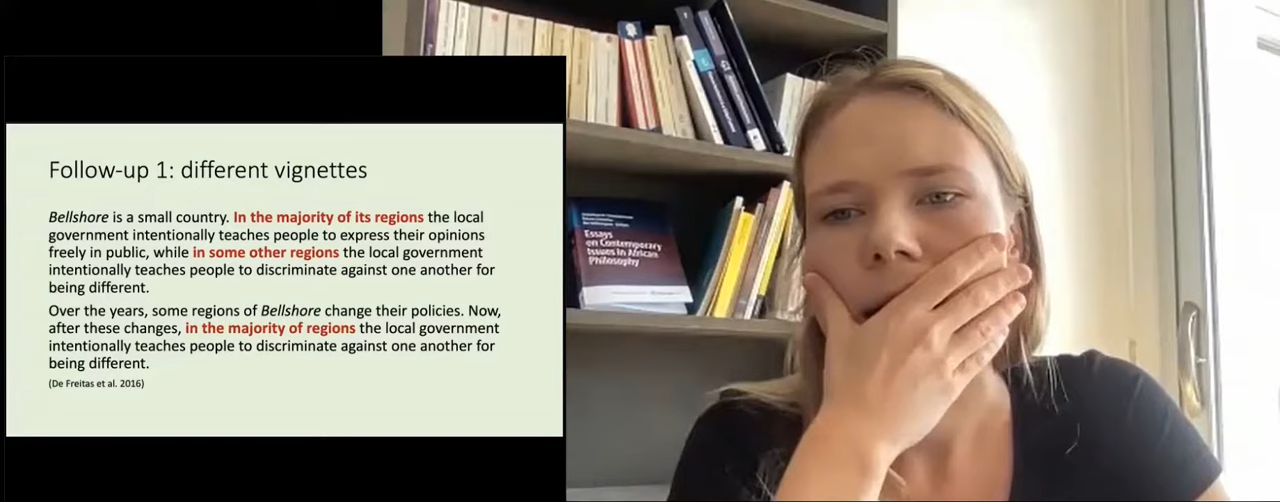 Follow-up 1: different vignettes
Bellshore is a small country. In the majority of its regions the local
government intentionally teaches people to express their opinions
freely in public, while in some other regions the local government
intentionally teaches people to discriminate against one another for
being different.
Over the years, some regions of Bellshore change their policies. Now,
after these changes, in the majority of regions the local government
intentionally teaches people to discriminate against one another for
being different.
(De Freitas et al. 2016)
Essays
on Contemporary
Issues in African
Philosophy